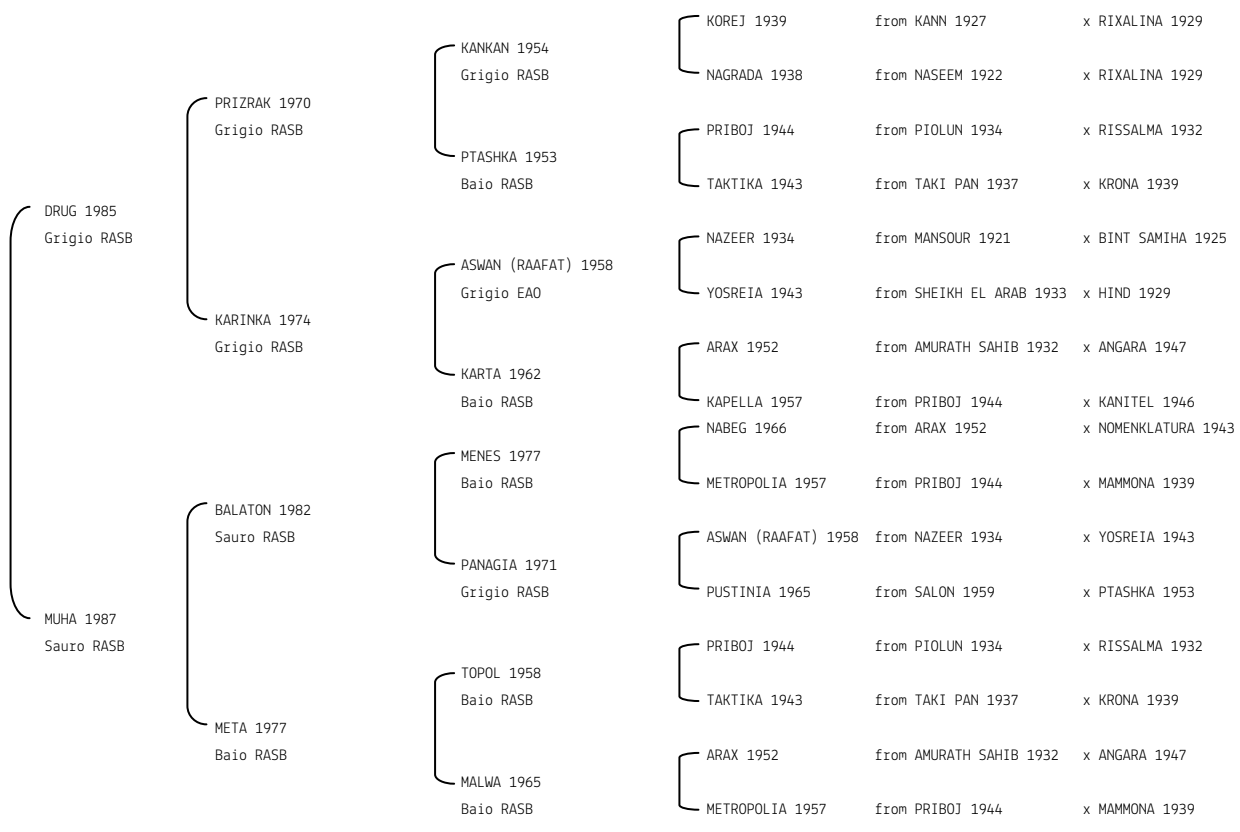 KOREJ 1939 from KANN 1927 x RIXALINA 1929
KANKAN 1954
Grigio RASB NAGRADA 1938 from NASEEM 1922 x RIXALINA 1929
PRIZRAK 1970
Grigio RASB PRIBOJ 1944 from PIOLUN 1934 x RISSALMA 1932
PTASHKA 1953
Baio RASB TAKTIKA 1943 from TAKI PAN 1937 x KRONA 1939
DRUG 1985
Grigio RASB NAZEER 1934 from MANSOUR 1921 x BINT SAMIHA 1925
ASWAN (RAAFAT) 1958
Grigio EAO YOSREIA 1943 from SHEIKH EL ARAB 1933 x HIND 1929
KARINKA 1974
Grigio RASB ARAX 1952 from AMURATH SAHIB 1932 x ANGARA 1947
KARTA 1962
Baio RASB KAPELLA 1957 from PRIBOJ 1944 x KANITEL 1946
NABEG 1966 from ARAX 1952 x NOMENKLATURA 1943
MENES 1977
Baio RASB METROPOLIA 1957 from PRIBOJ 1944 x MAMMONA 1939
BALATON 1982
Sauro RASB ASWAN (RAAFAT) 1958 from NAZEER 1934 x YOSREIA 1943
PANAGIA 1971
Grigio RASB PUSTINIA 1965 from SALON 1959 x PTASHKA 1953
MUHA 1987
Sauro RASB PRIBOJ 1944 from PIOLUN 1934 x RISSALMA 1932
TOPOL 1958
Baio RASB TAKTIKA 1943 from TAKI PAN 1937 x KRONA 1939
META 1977
Baio RASB ARAX 1952 from AMURATH SAHIB 1932 x ANGARA 1947
MALWA 1965
Baio RASB METROPOLIA 1957 from PRIBOJ 1944 x MAMMONA 1939